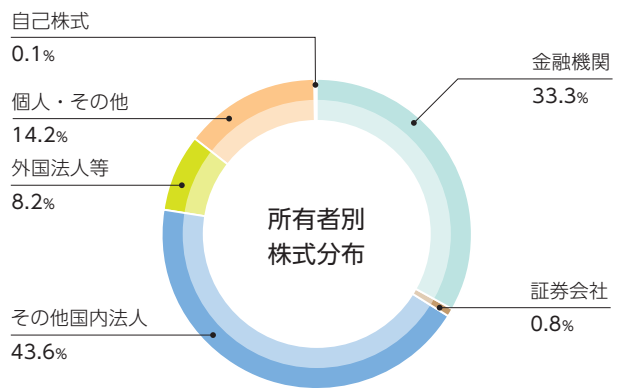 自己株式
0.1%
個人・その他
14.2%
外国法人等
8.2%
その他国内法人
43.6%
金融機関
33.3%
証券会社
0.8%
所有者別
株式分布